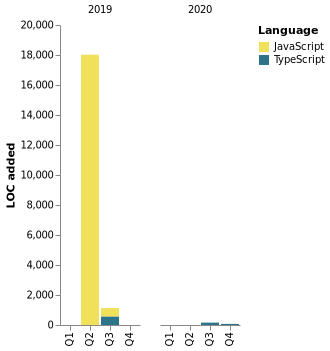 2019
2020
Language
JavaScript
TypeScript
LOC added
20,000
18,000
16,000
14,000
12,000
10,000
8,000
6,000
4,000
2,000
0
Q1 Q2 Q3 Q4
Q1 Q2 Q3 Q4